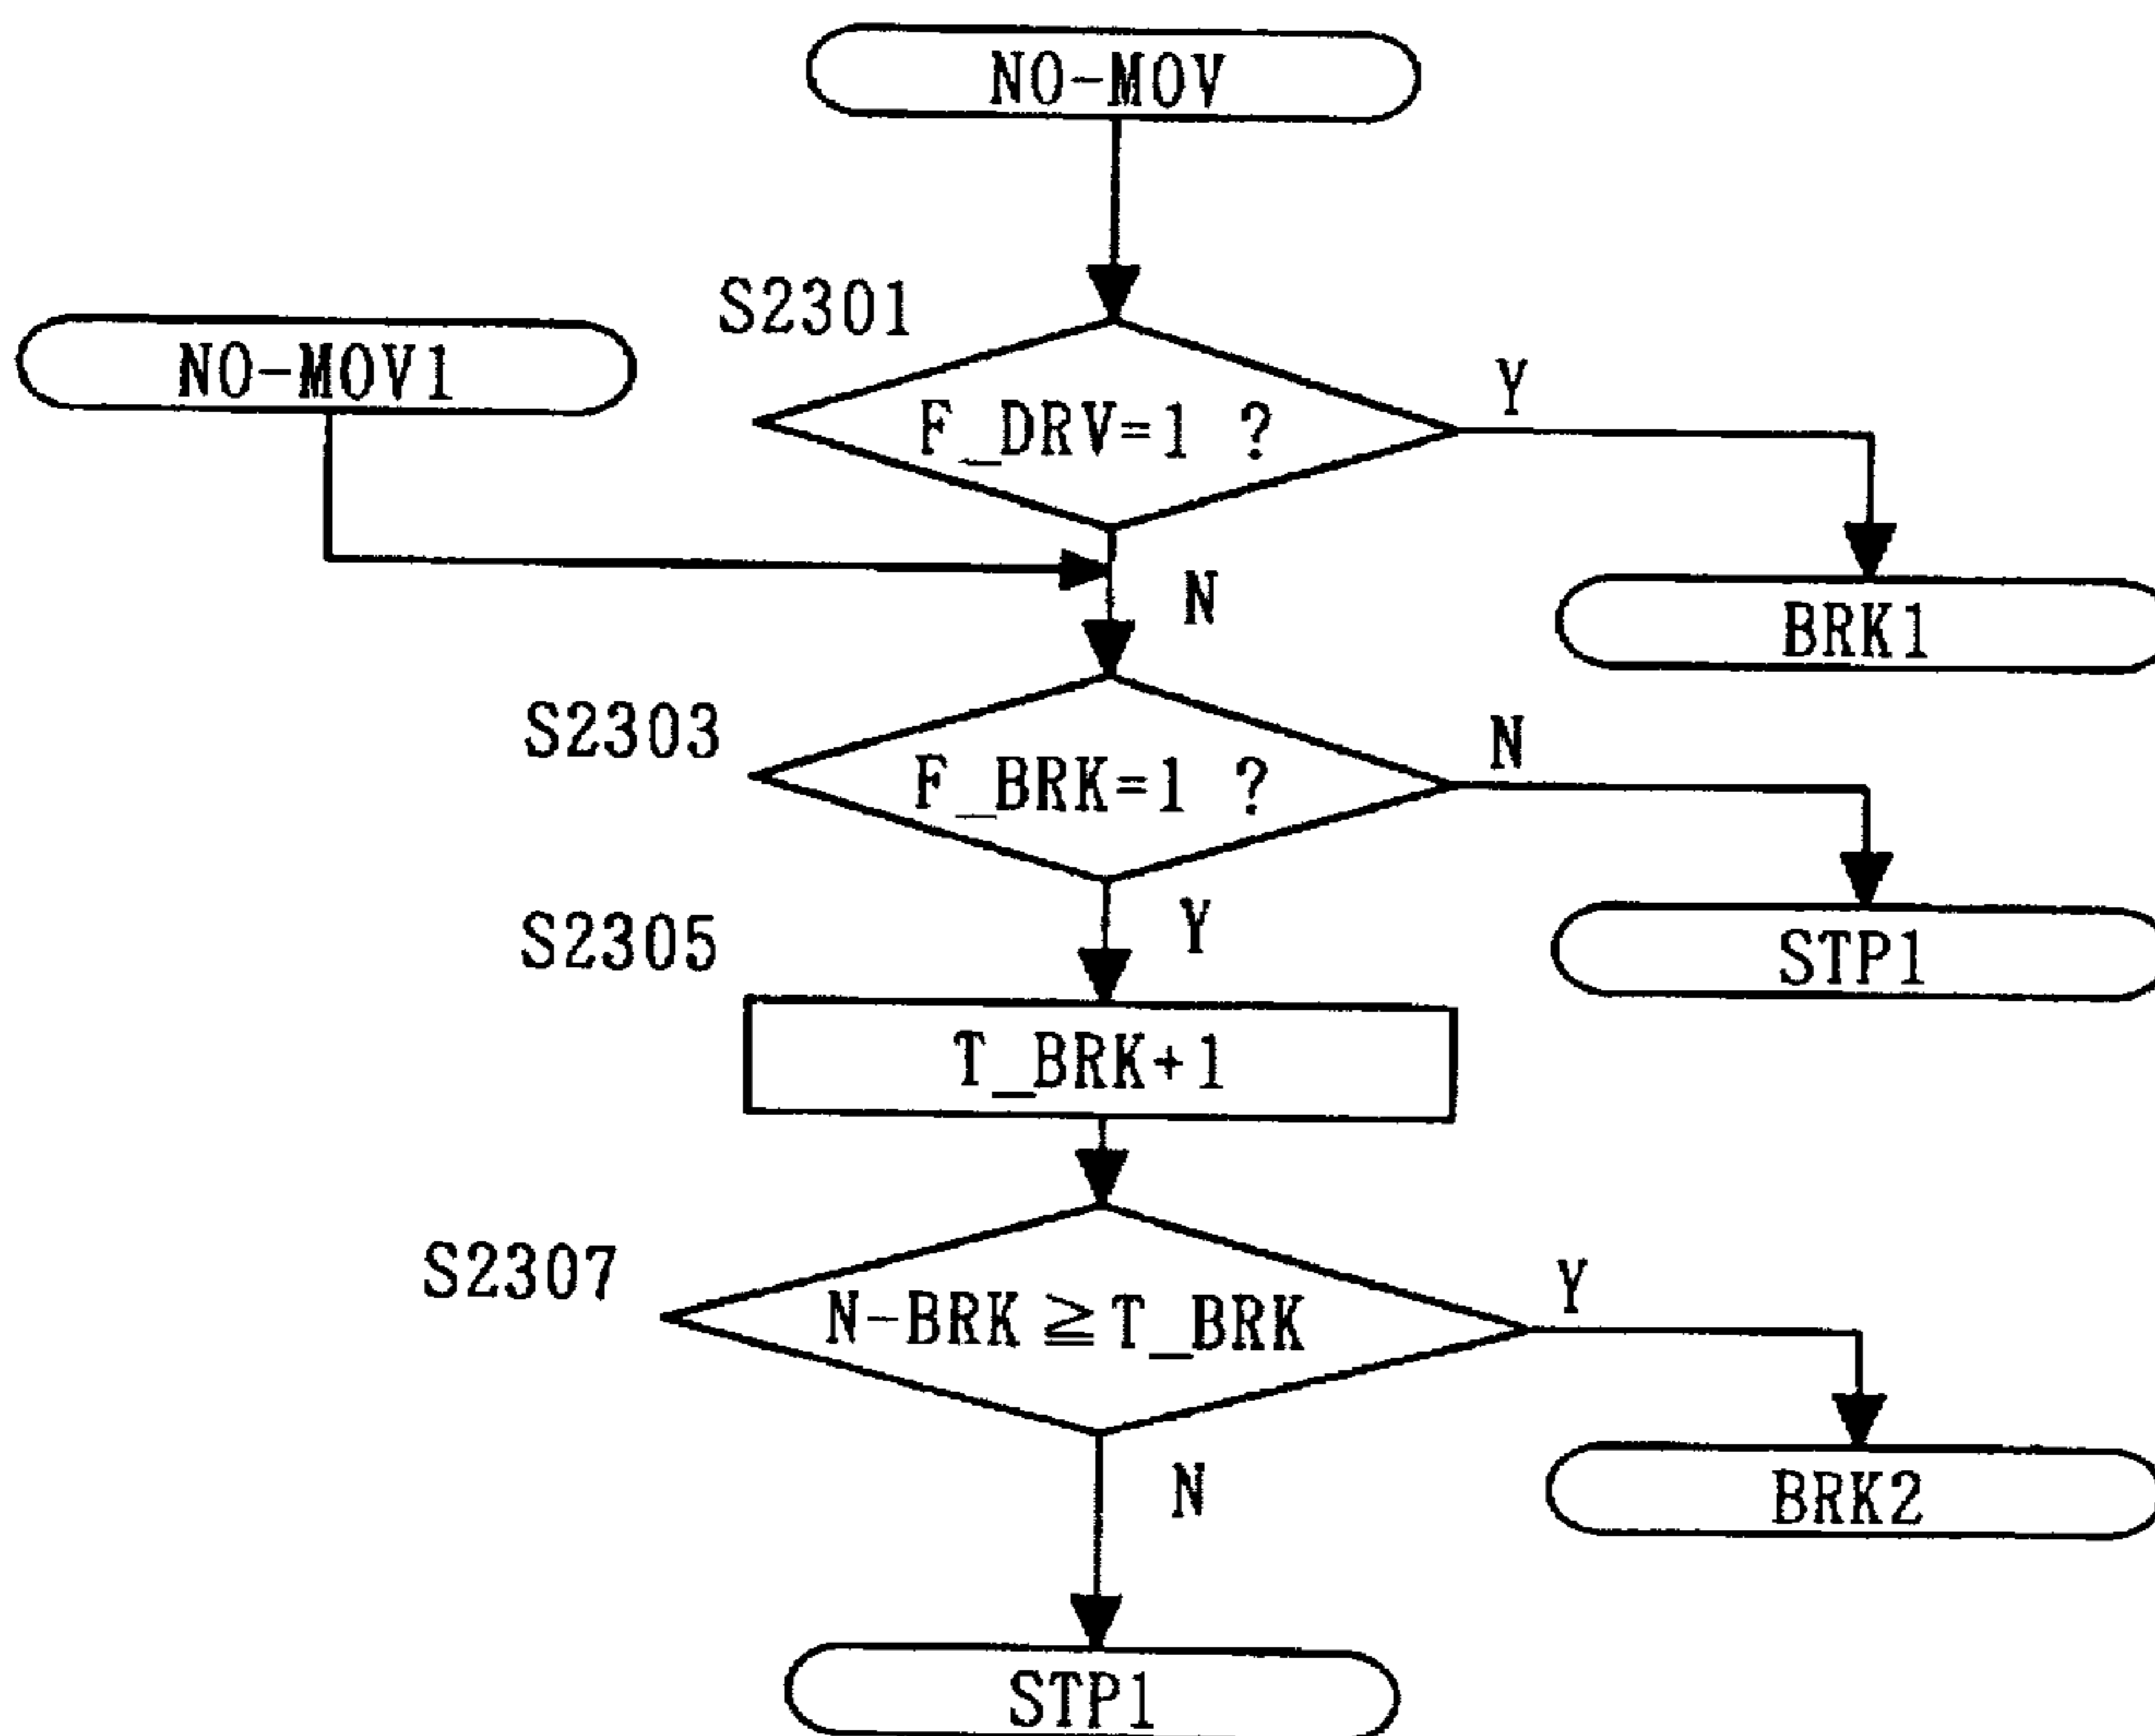 NO-MOV
S2301
NO-MOV1
F_DRV=1 ?
Y
N
BRK1
S2303
F_BRK=1 ?
N
Y
STP1
S2305
T_BRK+1
S2307
N-BRK ≧ T_BRK
Y
N
BRK2
STP1